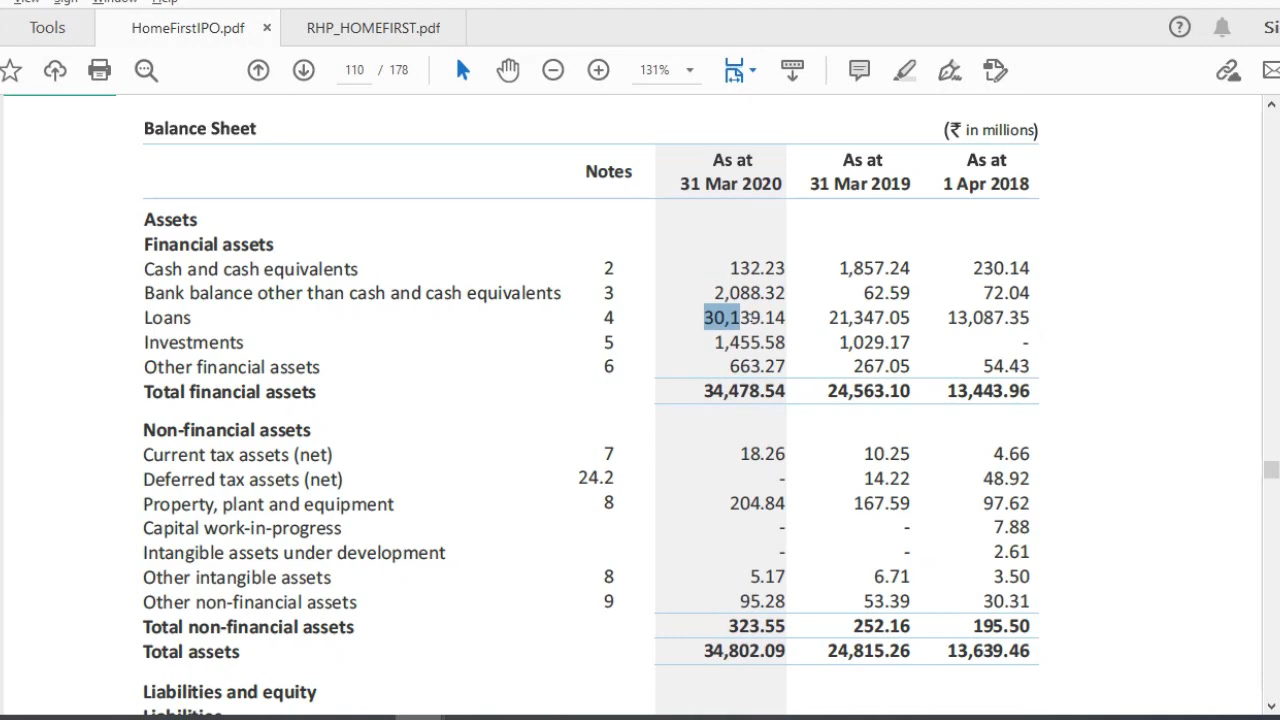 View Sign Window Help
Tools HomeFirstIPO.pdf × RHP_HOMEFIRST.pdf Si
110 / 178 131%
Balance Sheet (₹ in millions)
Notes As at 31 Mar 2020 As at 31 Mar 2019 As at 1 Apr 2018
Assets
Financial assets
Cash and cash equivalents 2 132.23 1,857.24 230.14
Bank balance other than cash and cash equivalents 3 2,088.32 62.59 72.04
Loans 4 30,139.14 21,347.05 13,087.35
Investments 5 1,455.58 1,029.17 -
Other financial assets 6 663.27 267.05 54.43
Total financial assets 34,478.54 24,563.10 13,443.96
Non-financial assets
Current tax assets (net) 7 18.26 10.25 4.66
Deferred tax assets (net) 24.2 - 14.22 48.92
Property, plant and equipment 8 204.84 167.59 97.62
Capital work-in-progress - - 7.88
Intangible assets under development - - 2.61
Other intangible assets 8 5.17 6.71 3.50
Other non-financial assets 9 95.28 53.39 30.31
Total non-financial assets 323.55 252.16 195.50
Total assets 34,802.09 24,815.26 13,639.46
Liabilities and equity
Liabilities